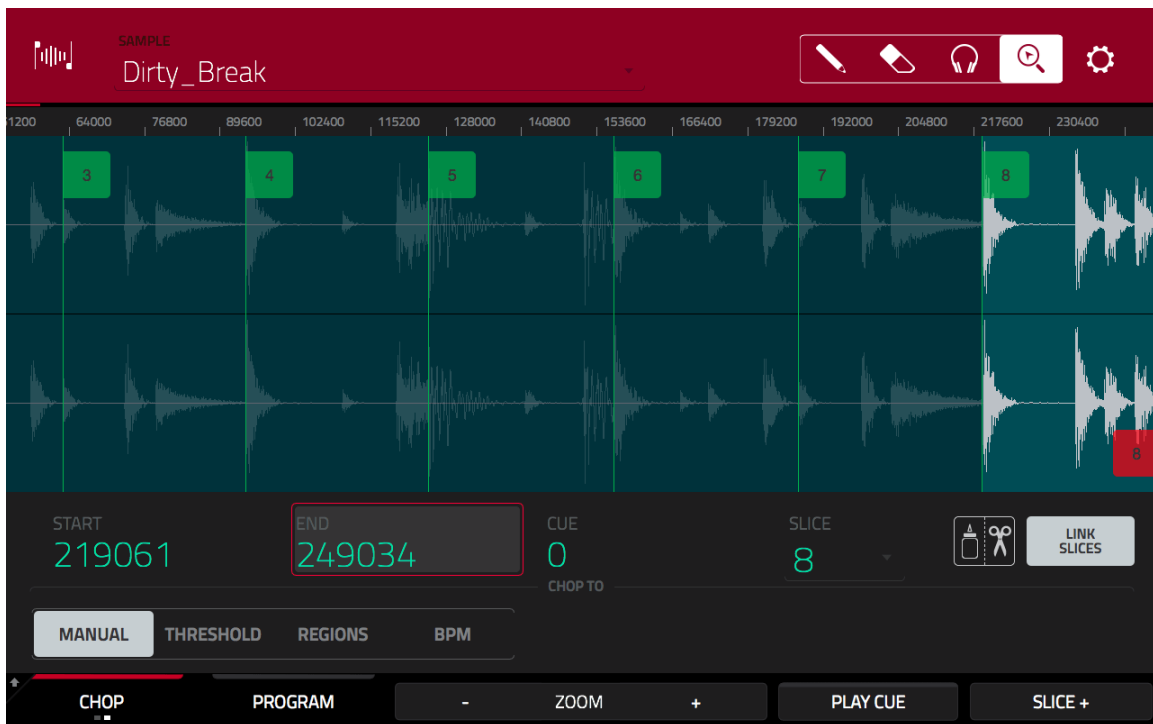 SAMPLE
Dirty_Break
51200 64000 76800 89600 102400 115200 128000 140800 153600 166400 179200 192000 204800 217600 230400
3 4 5 6 7 8
8
START END CUE SLICE
219061 249034 0 8
LINK SLICES
CHOP TO
MANUAL THRESHOLD REGIONS BPM
CHOP PROGRAM - ZOOM + PLAY CUE SLICE +